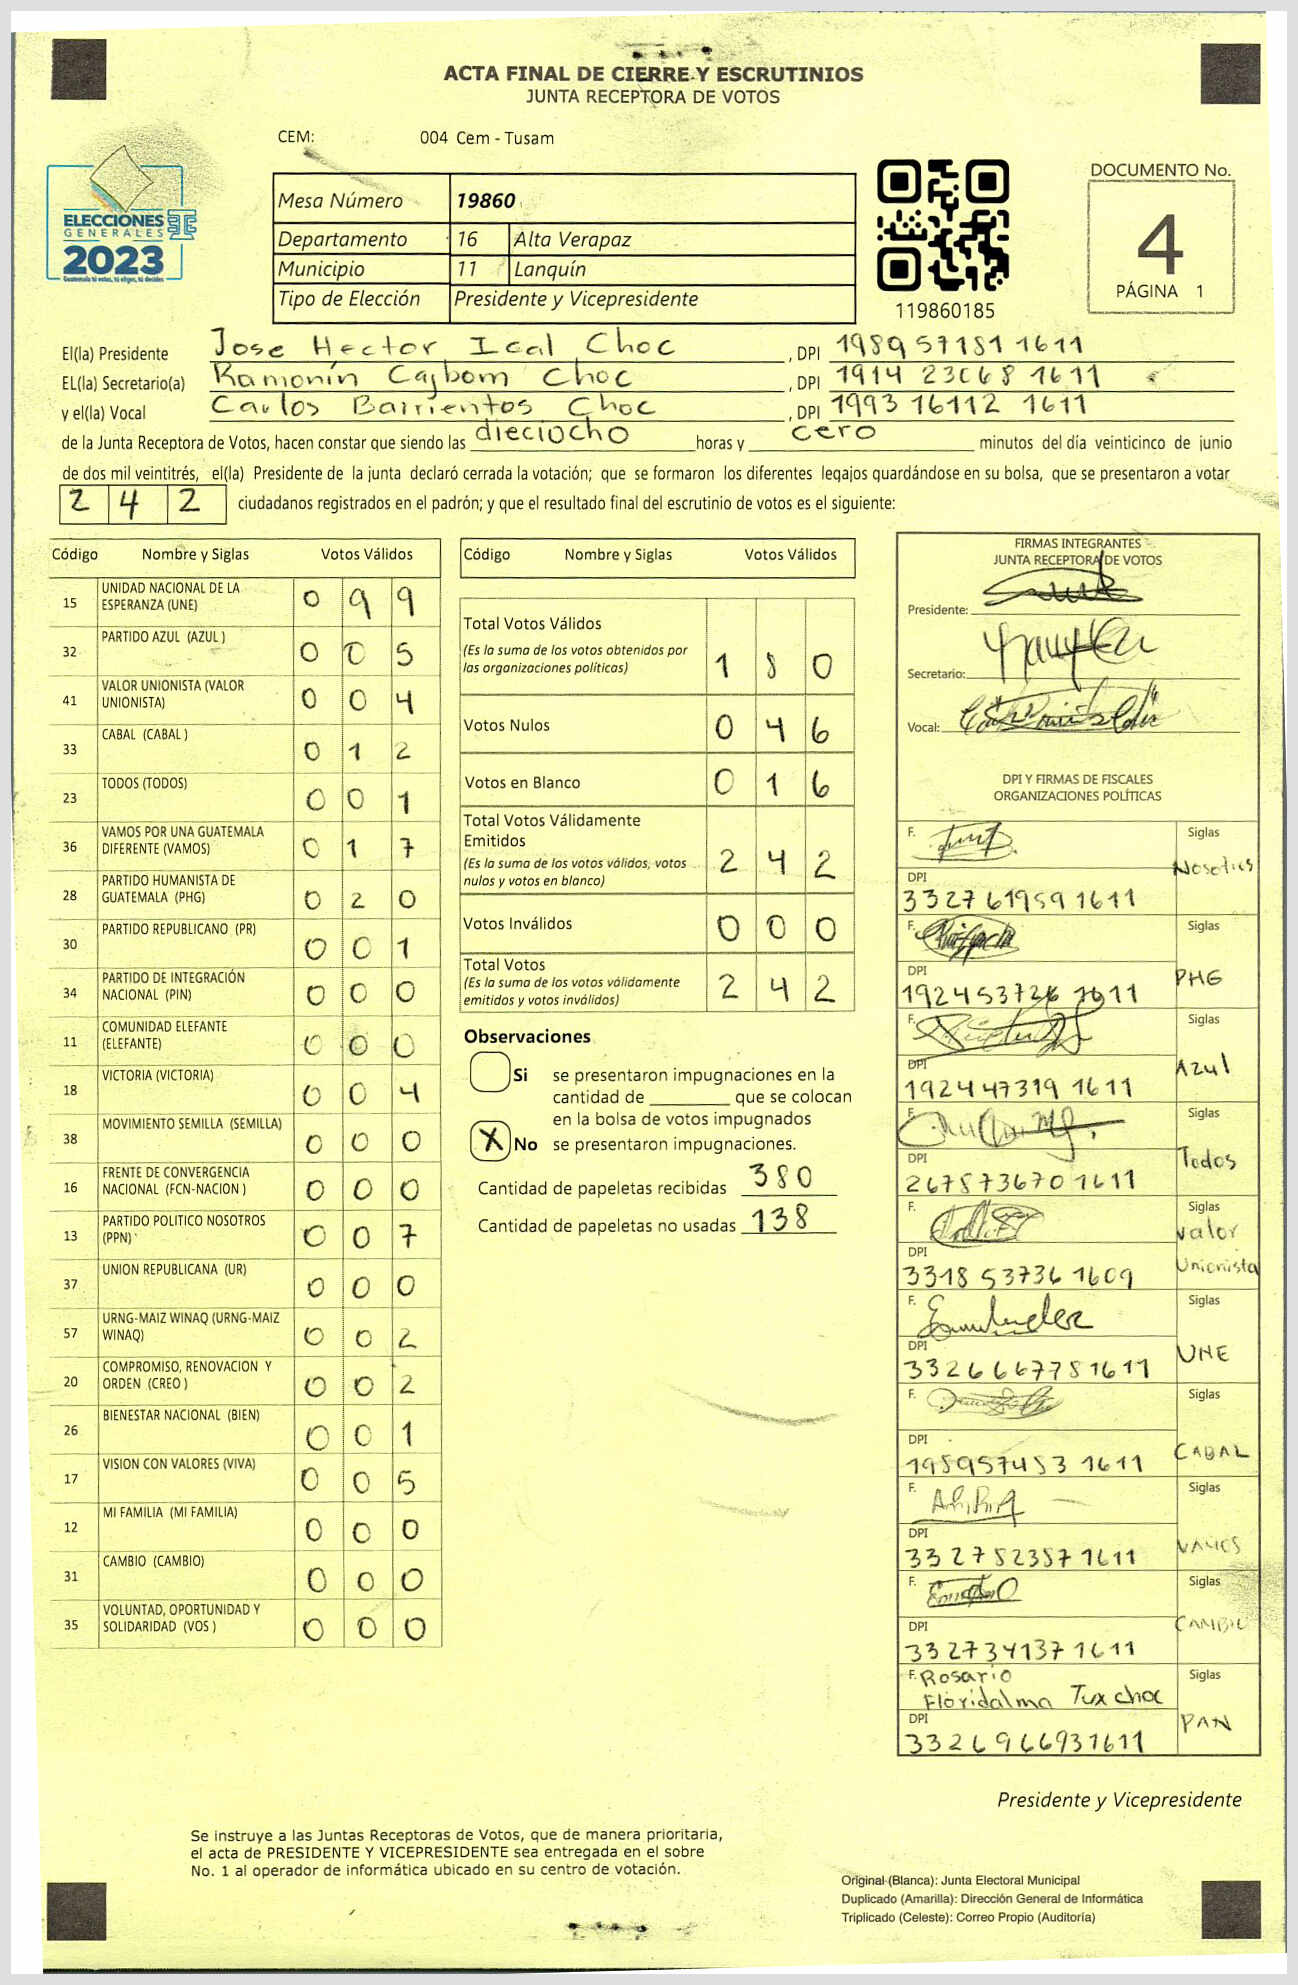 ACTA FINAL DE CIERRE Y ESCRUTINIOS
JUNTA RECEPTORA DE VOTOS
CEM: 004 Cem - Tusam
ELECCIONES
GENERALES
2023
Guatemala tú votas, tú eliges, tú decides
Mesa Número 19860
Departamento 16 Alta Verapaz
Municipio 11 Lanquín
Tipo de Elección Presidente y Vicepresidente
119860185
DOCUMENTO No.
4
PÁGINA 1
El(la) Presidente Jose Hector Ical Choc , DPI 1989 57181 1611
EL(la) Secretario(a) Ramonín Cajbom Choc , DPI 1914 23068 1611
y el(la) Vocal Carlos Barrientos Choc , DPI 1993 16112 1611
de la Junta Receptora de Votos, hacen constar que siendo las dieciocho horas y cero minutos del día veinticinco de junio
de dos mil veintitrés, el(la) Presidente de la junta declaró cerrada la votación; que se formaron los diferentes legajos guardándose en su bolsa, que se presentaron a votar
2 4 2 ciudadanos registrados en el padrón; y que el resultado final del escrutinio de votos es el siguiente:
Código Nombre y Siglas Votos Válidos
15 UNIDAD NACIONAL DE LA ESPERANZA (UNE) 0 9 9
32 PARTIDO AZUL (AZUL ) 0 0 5
41 VALOR UNIONISTA (VALOR UNIONISTA) 0 0 4
33 CABAL (CABAL ) 0 1 2
23 TODOS (TODOS) 0 0 1
36 VAMOS POR UNA GUATEMALA DIFERENTE (VAMOS) 0 1 7
28 PARTIDO HUMANISTA DE GUATEMALA (PHG) 0 2 0
30 PARTIDO REPUBLICANO (PR) 0 0 1
34 PARTIDO DE INTEGRACIÓN NACIONAL (PIN) 0 0 0
11 COMUNIDAD ELEFANTE (ELEFANTE) 0 0 0
18 VICTORIA (VICTORIA) 0 0 4
38 MOVIMIENTO SEMILLA (SEMILLA) 0 0 0
16 FRENTE DE CONVERGENCIA NACIONAL (FCN-NACION ) 0 0 0
13 PARTIDO POLITICO NOSOTROS (PPN) 0 0 7
37 UNION REPUBLICANA (UR) 0 0 0
57 URNG-MAIZ WINAQ (URNG-MAIZ WINAQ) 0 0 2
20 COMPROMISO, RENOVACION Y ORDEN (CREO ) 0 0 2
26 BIENESTAR NACIONAL (BIEN) 0 0 1
17 VISION CON VALORES (VIVA) 0 0 5
12 MI FAMILIA (MI FAMILIA) 0 0 0
31 CAMBIO (CAMBIO) 0 0 0
35 VOLUNTAD, OPORTUNIDAD Y SOLIDARIDAD (VOS ) 0 0 0
Código Nombre y Siglas Votos Válidos
Total Votos Válidos
(Es la suma de los votos obtenidos por
las organizaciones políticas) 1 8 0
Votos Nulos 0 4 6
Votos en Blanco 0 1 6
Total Votos Válidamente
Emitidos
(Es la suma de los votos válidos, votos
nulos y votos en blanco) 2 4 2
Votos Inválidos 0 0 0
Total Votos
(Es la suma de los votos válidamente
emitidos y votos inválidos) 2 4 2
Observaciones
Si se presentaron impugnaciones en la
cantidad de ________ que se colocan
en la bolsa de votos impugnados
X No se presentaron impugnaciones.
Cantidad de papeletas recibidas 380
Cantidad de papeletas no usadas 138
FIRMAS INTEGRANTES
JUNTA RECEPTORA DE VOTOS
Presidente:
Secretario:
Vocal:
DPI Y FIRMAS DE FISCALES
ORGANIZACIONES POLÍTICAS
F. Siglas
Nosotros
DPI
3327619591611
F. Siglas
PHG
DPI
1924537261611
F. Siglas
Azul
DPI
192447319 1611
F. Siglas
Todos
DPI
2678736701611
F. Siglas
Valor
Unionista
DPI
3318 53736 1609
F. Siglas
UNE
DPI
3326667781611
F. Siglas
CABAL
DPI
195957453 1611
F. Siglas
VAMOS
DPI
3327523571611
F. Siglas
CAMBIO
DPI
3327341371611
F. Rosario Siglas
Floridalma Tux choc
PAN
DPI
3326966931611
Presidente y Vicepresidente
Se instruye a las Juntas Receptoras de Votos, que de manera prioritaria,
el acta de PRESIDENTE Y VICEPRESIDENTE sea entregada en el sobre
No. 1 al operador de informática ubicado en su centro de votación.
Original (Blanca): Junta Electoral Municipal
Duplicado (Amarilla): Dirección General de Informática
Triplicado (Celeste): Correo Propio (Auditoría)